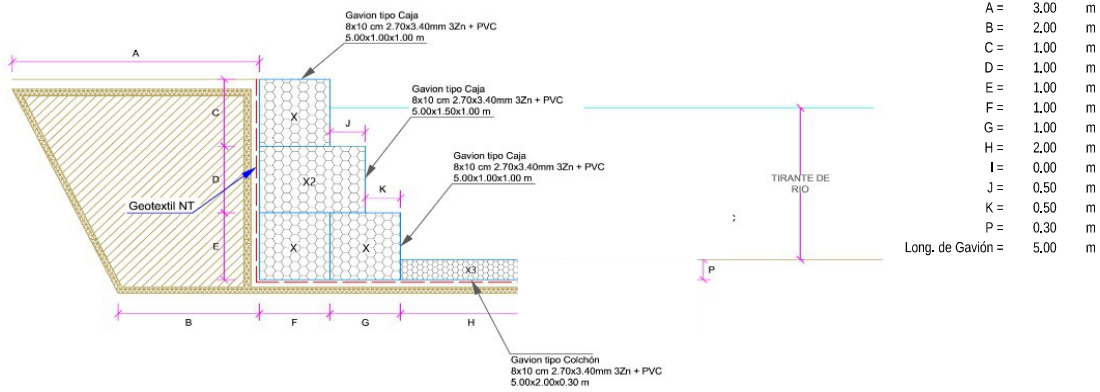 Gavion tipo Caja
8x10 cm 2.70x3.40mm 3Zn + PVC
5.00x1.00x1.00 m
A
C
X
J
Gavion tipo Caja
8x10 cm 2.70x3.40mm 3Zn + PVC
5.00x1.50x1.00 m
D
X2
K
Gavion tipo Caja
8x10 cm 2.70x3.40mm 3Zn + PVC
5.00x1.00x1.00 m
Geotextil NT
E
X
X
X3
TIRANTE DE
RIO
;
P
B
F
G
H
Gavion tipo Colchón
8x10 cm 2.70x3.40mm 3Zn + PVC
5.00x2.00x0.30 m
A = 3.00 m
B = 2.00 m
C = 1.00 m
D = 1.00 m
E = 1.00 m
F = 1.00 m
G = 1.00 m
H = 2.00 m
I = 0.00 m
J = 0.50 m
K = 0.50 m
P = 0.30 m
Long. de Gavión = 5.00 m